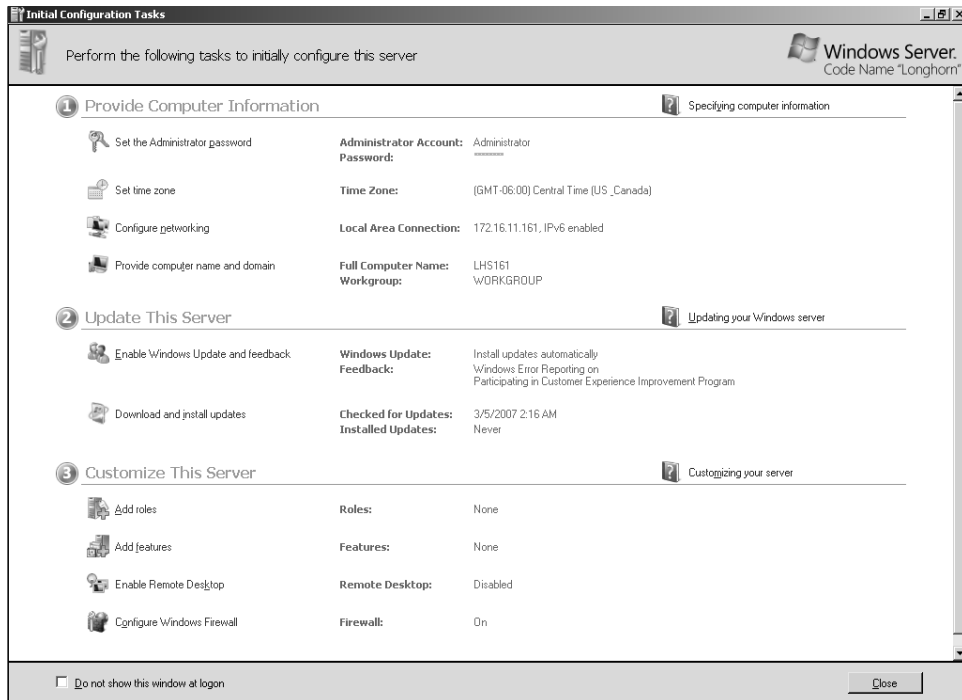 Initial Configuration Tasks
Perform the following tasks to initially configure this server
Windows Server.
Code Name "Longhorn"
1 Provide Computer Information
Specifying computer information
Set the Administrator password Administrator Account: Administrator
Password: ********
Set time zone Time Zone: (GMT-06:00) Central Time (US _Canada)
Configure networking Local Area Connection: 172.16.11.161, IPv6 enabled
Provide computer name and domain Full Computer Name: LHS161
Workgroup: WORKGROUP
2 Update This Server
Updating your Windows server
Enable Windows Update and feedback Windows Update: Install updates automatically
Feedback: Windows Error Reporting on
Participating in Customer Experience Improvement Program
Download and install updates Checked for Updates: 3/5/2007 2:16 AM
Installed Updates: Never
3 Customize This Server
Customizing your server
Add roles Roles: None
Add features Features: None
Enable Remote Desktop Remote Desktop: Disabled
Configure Windows Firewall Firewall: On
Do not show this window at logon
Close